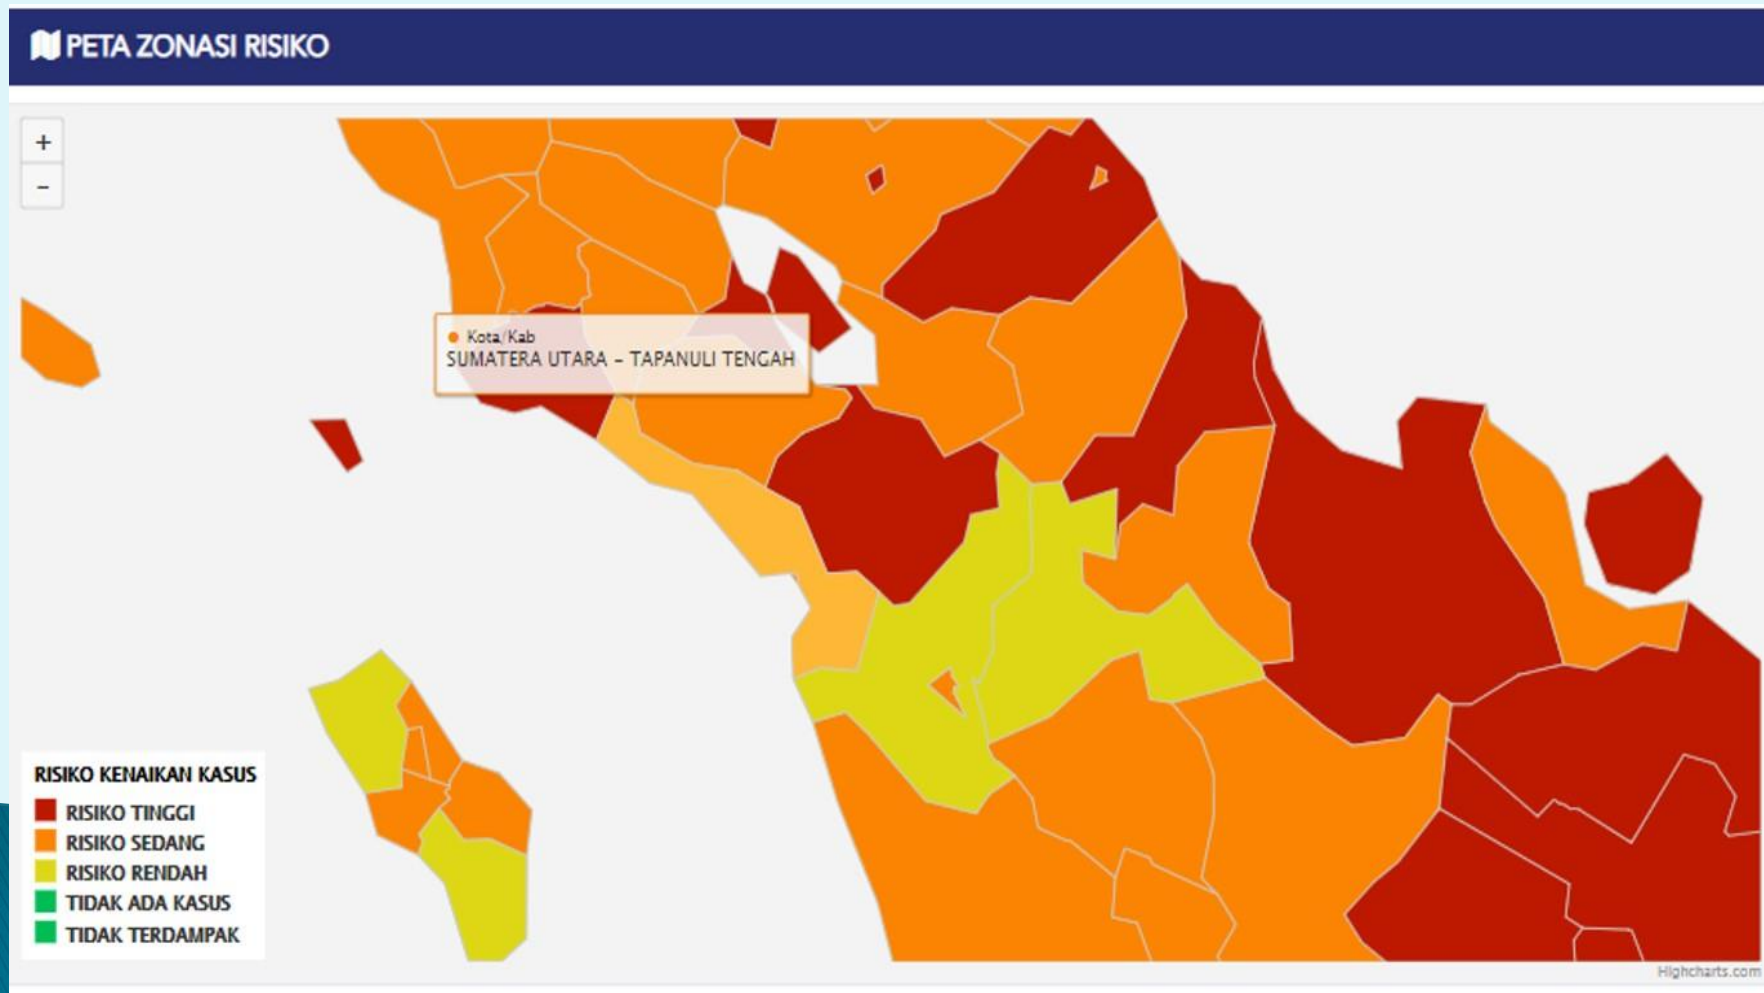 PETA ZONASI RISIKO
+
-
Kota/Kab
SUMATERA UTARA - TAPANULI TENGAH
RISIKO KENAIKAN KASUS
RISIKO TINGGI
RISIKO SEDANG
RISIKO RENDAH
TIDAK ADA KASUS
TIDAK TERDAMPAK
Highcharts.com